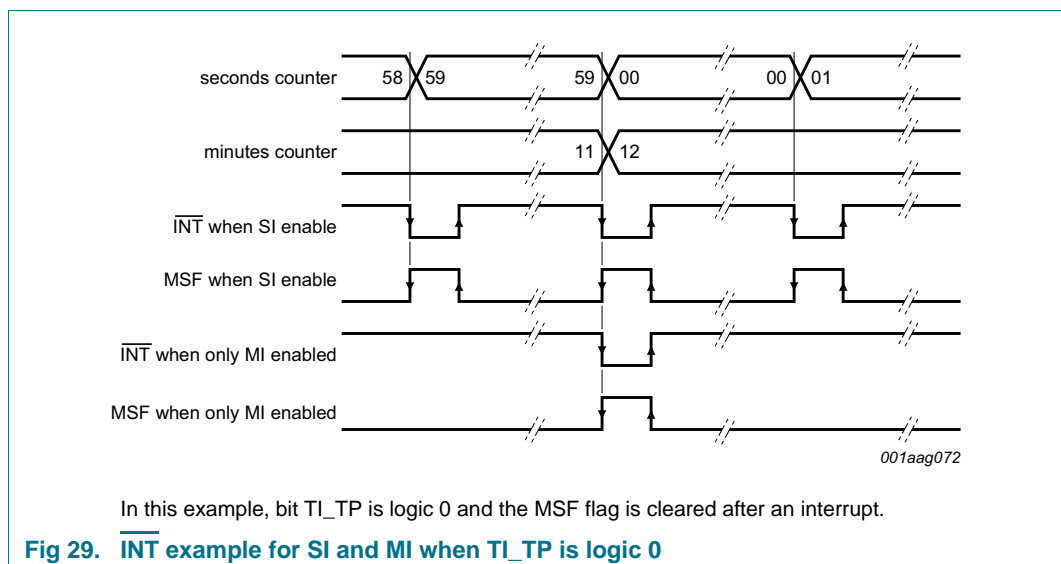 seconds counter 58 59 59 00 00 01
minutes counter 11 12
INT when SI enable
MSF when SI enable
INT when only MI enabled
MSF when only MI enabled
001aag072
In this example, bit TI_TP is logic 0 and the MSF flag is cleared after an interrupt.
Fig 29. INT example for SI and MI when TI_TP is logic 0